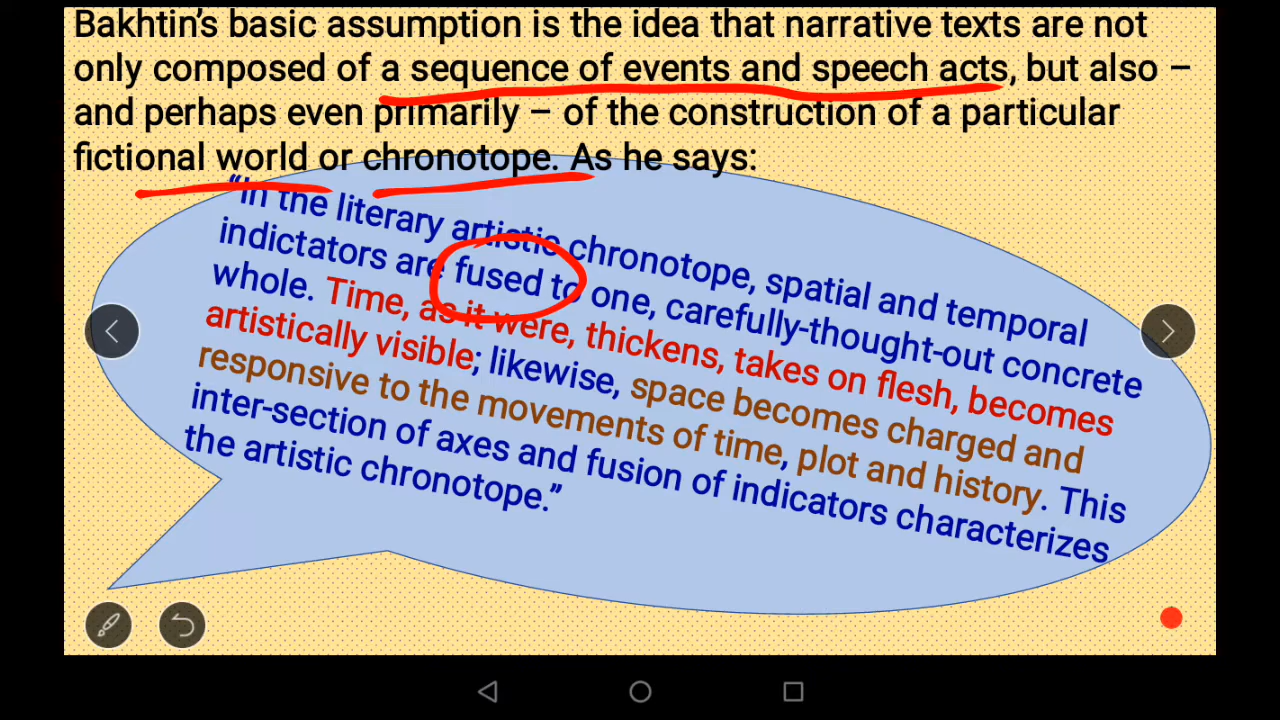 Bakhtin’s basic assumption is the idea that narrative texts are not
only composed of a sequence of events and speech acts, but also –
and perhaps even primarily – of the construction of a particular
fictional world or chronotope. As he says:
“In the literary artistic chronotope, spatial and temporal
indictators are fused to one, carefully-thought-out concrete
whole. Time, as it were, thickens, takes on flesh, becomes
artistically visible; likewise, space becomes charged and
responsive to the movements of time, plot and history. This
inter-section of axes and fusion of indicators characterizes
the artistic chronotope.”